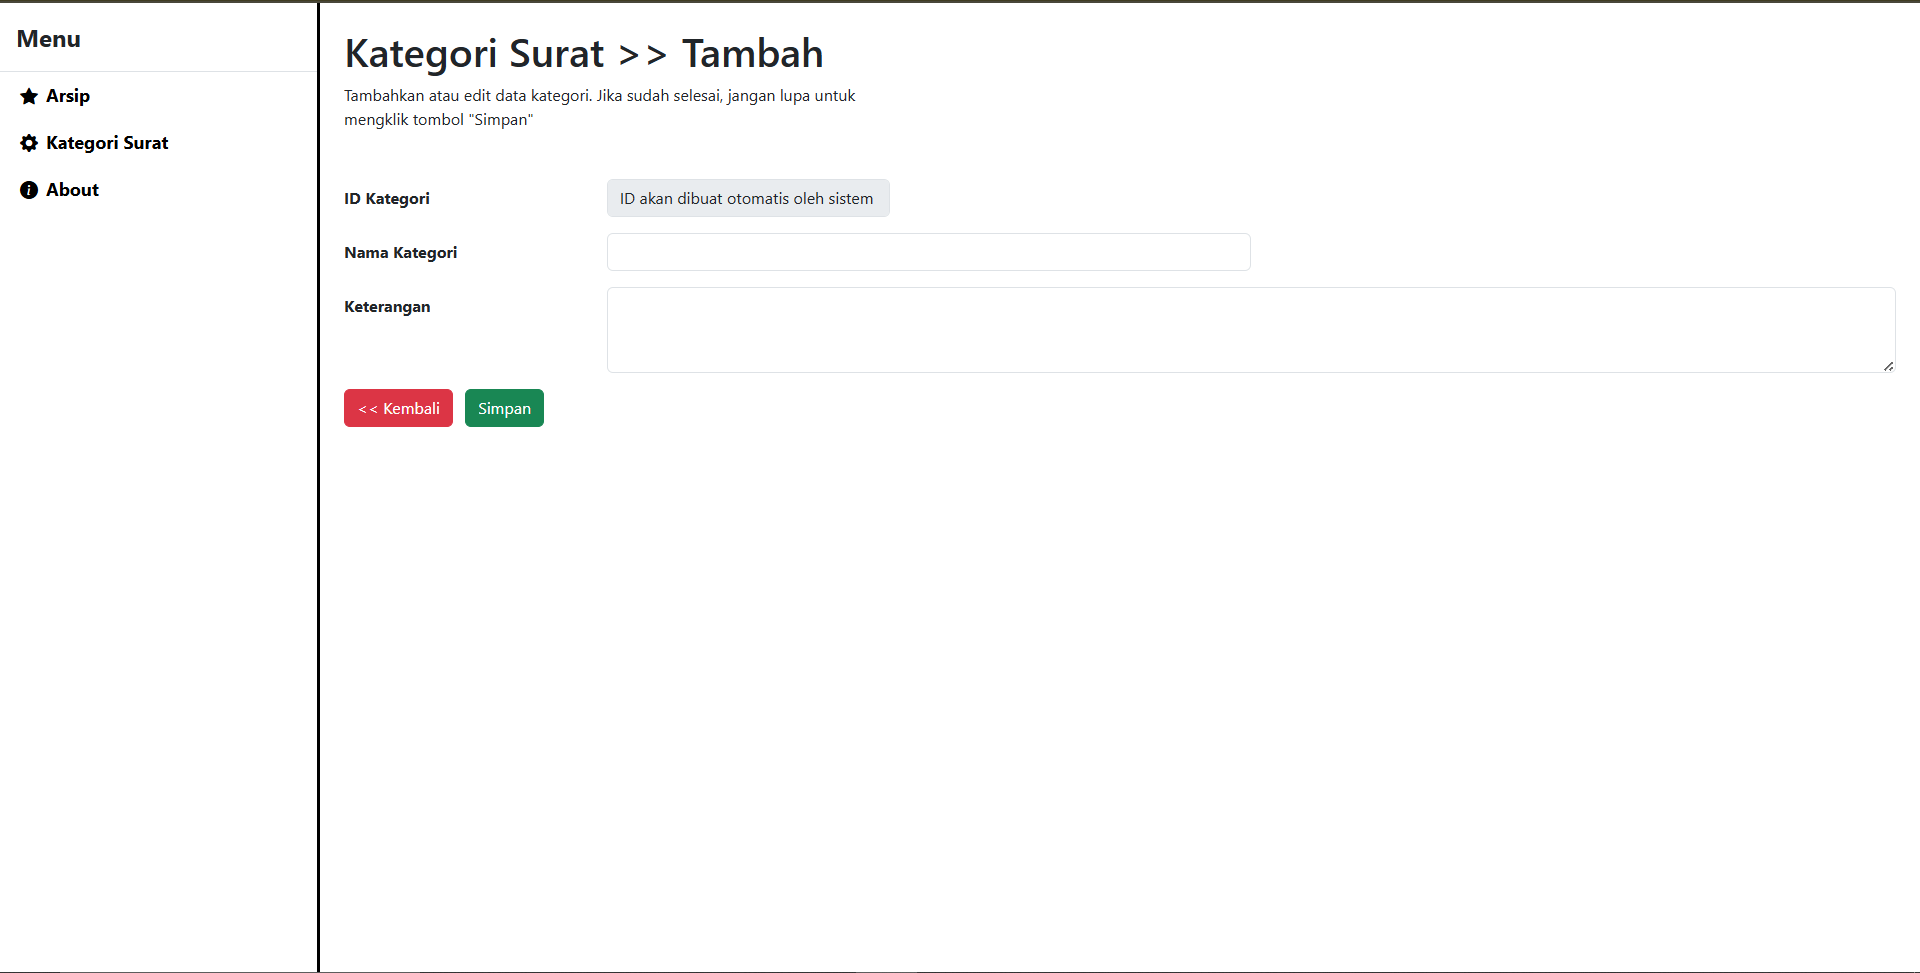 Menu
Arsip
Kategori Surat
About
Kategori Surat >> Tambah
Tambahkan atau edit data kategori. Jika sudah selesai, jangan lupa untuk
mengklik tombol "Simpan"
ID Kategori
ID akan dibuat otomatis oleh sistem
Nama Kategori
Keterangan
<< Kembali
Simpan